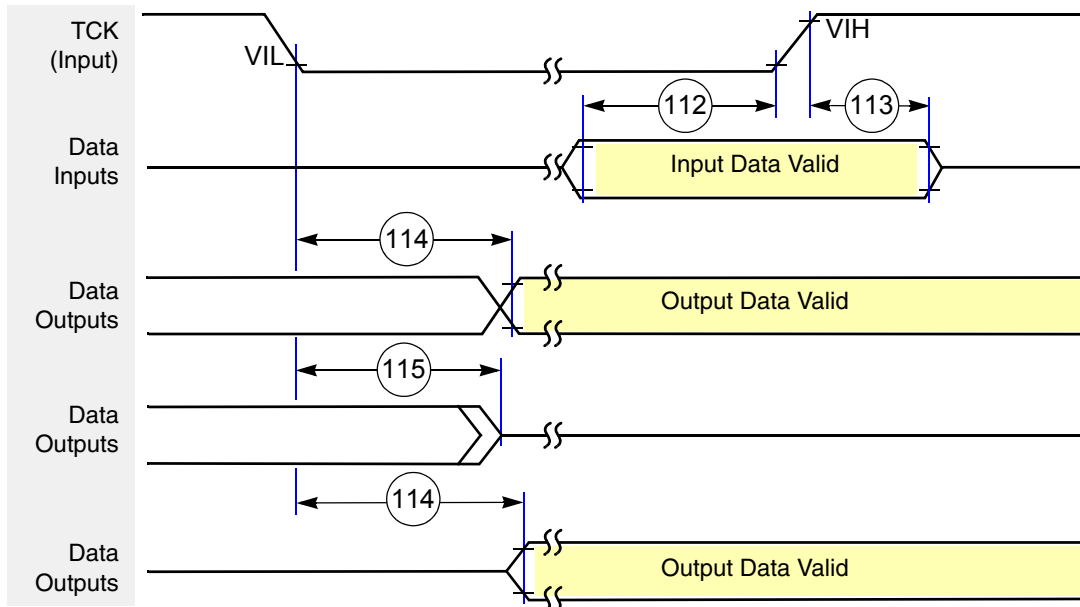 TCK
(Input)
VIL
VIH
112
113
Data
Inputs
Input Data Valid
114
Data
Outputs
Output Data Valid
115
Data
Outputs
114
Data
Outputs
Output Data Valid